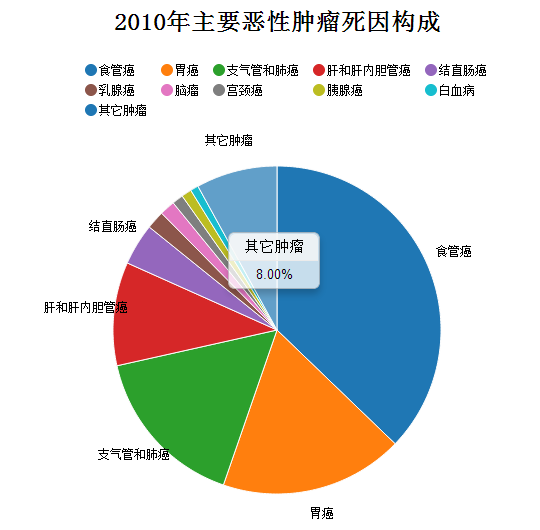 2010年主要恶性肿瘤死因构成
食管癌 胃癌 支气管和肺癌 肝和肝内胆管癌 结直肠癌
乳腺癌 脑瘤 宫颈癌 胰腺癌 白血病
其它肿瘤
其它肿瘤
结直肠癌
其它肿瘤
食管癌
8.00%
肝和肝内胆管癌
支气管和肺癌
胃癌